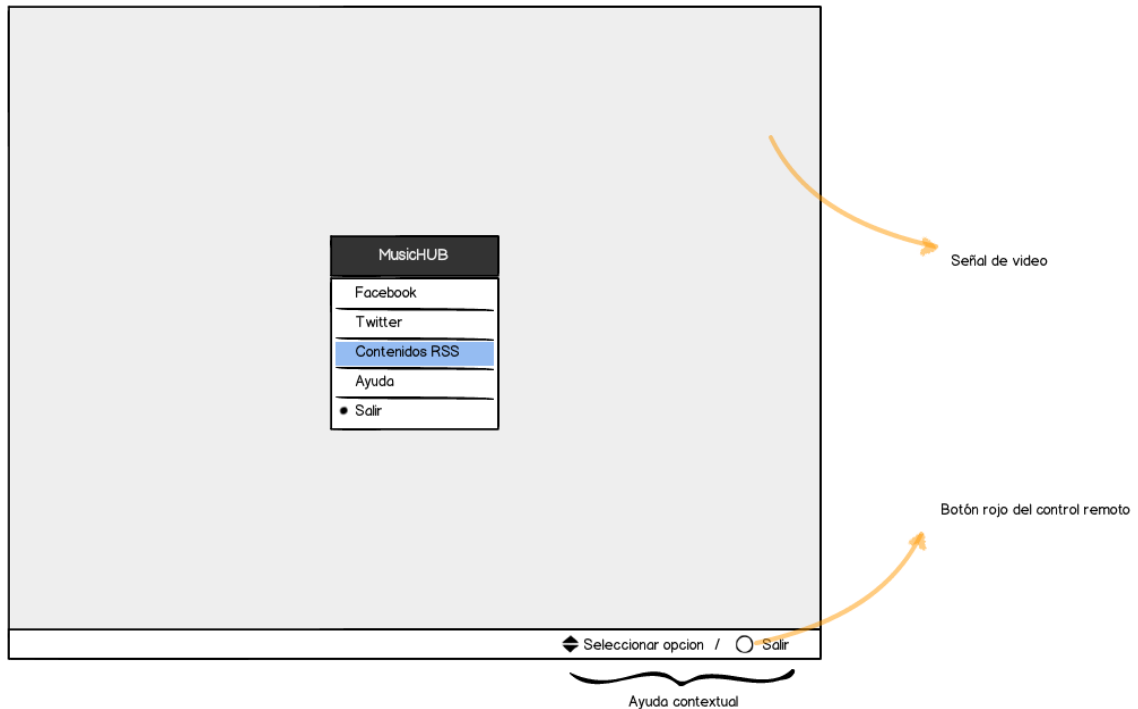 MusicHUB
Facebook
Twitter
Contenidos RSS
Ayuda
Salir
Señal de video
Botón rojo del control remoto
Seleccionar opcion / Salir
Ayuda contextual